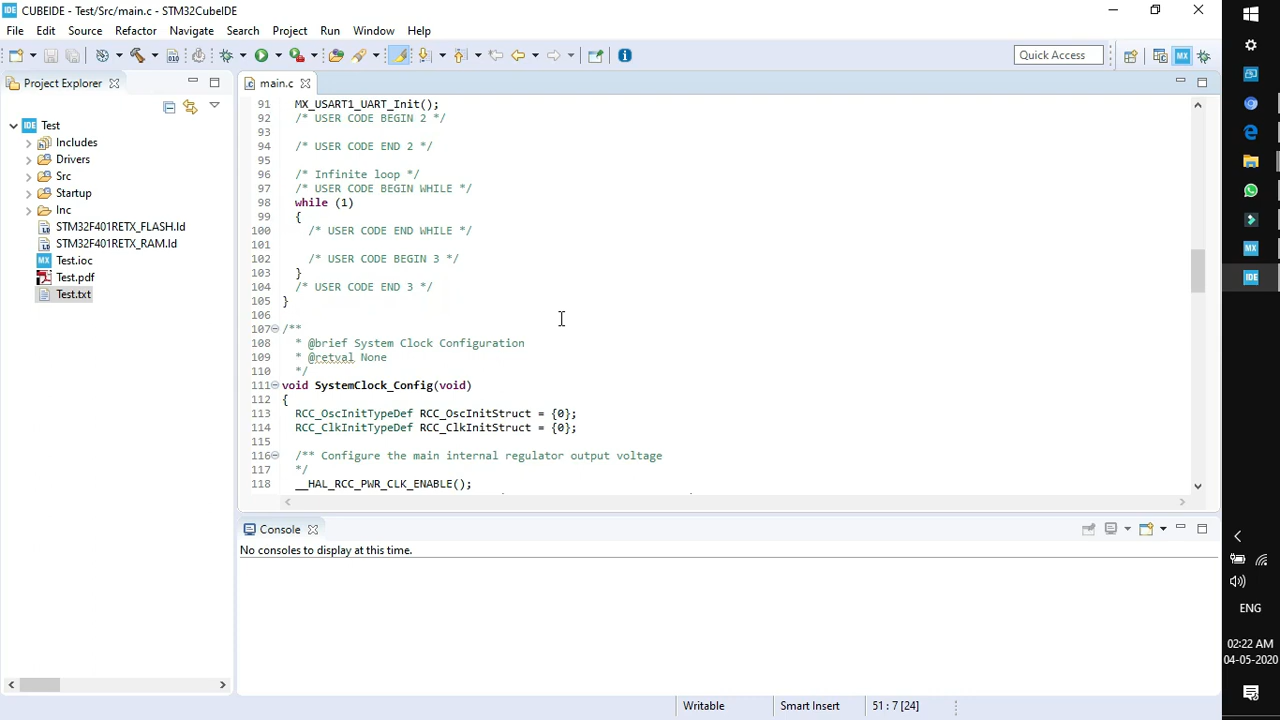 CUBEIDE - Test/Src/main.c - STM32CubeIDE
File Edit Source Refactor Navigate Search Project Run Window Help
Quick Access
Project Explorer
main.c
Test
Includes
Drivers
Src
Startup
Inc
STM32F401RETX_FLASH.ld
STM32F401RETX_RAM.ld
Test.ioc
Test.pdf
Test.txt
91 MX_USART1_UART_Init();
92 /* USER CODE BEGIN 2 */
93
94 /* USER CODE END 2 */
95
96 /* Infinite loop */
97 /* USER CODE BEGIN WHILE */
98 while (1)
99 {
100 /* USER CODE END WHILE */
101
102 /* USER CODE BEGIN 3 */
103 }
104 /* USER CODE END 3 */
105 }
106
107 /**
108 * @brief System Clock Configuration
109 * @retval None
110 */
111 void SystemClock_Config(void)
112 {
113 RCC_OscInitTypeDef RCC_OscInitStruct = {0};
114 RCC_ClkInitTypeDef RCC_ClkInitStruct = {0};
115
116 /** Configure the main internal regulator output voltage
117 */
118 __HAL_RCC_PWR_CLK_ENABLE();
Console
No consoles to display at this time.
Writable Smart Insert 51 : 7 [24]
ENG
02:22 AM
04-05-2020